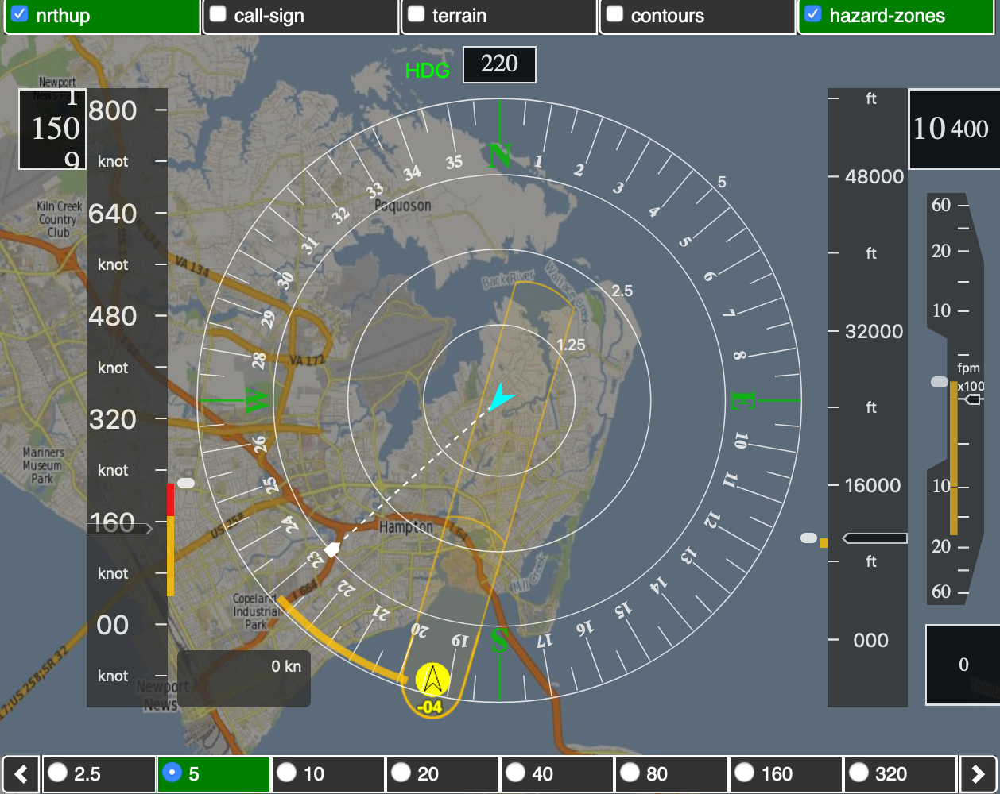 nrthup
call-sign
terrain
contours
hazard-zones
HDG 220
Newport
1
150
9
800
knot
640
knot
480
knot
320
knot
160
knot
00
knot
Kiln Creek
Country
Club
Mariners
Museum
Park
VA 134
VA 172
US 258
Poquoson
Back River
Hampton
I 664
I 64
Mill Creek
Copeland
Industrial
Park
Newport
News
17;US 258;SR 32
0 kn
N
1
2
3
4
5
6
7
8
E
10
11
12
13
14
15
16
17
S
19
20
21
22
23
24
25
26
W
28
29
30
31
32
33
34
35
5
2.5
1.25
-04
ft
48000
ft
32000
ft
16000
ft
000
10 400
60
20
10
fpm
x100
10
20
60
0
2.5
5
10
20
40
80
160
320